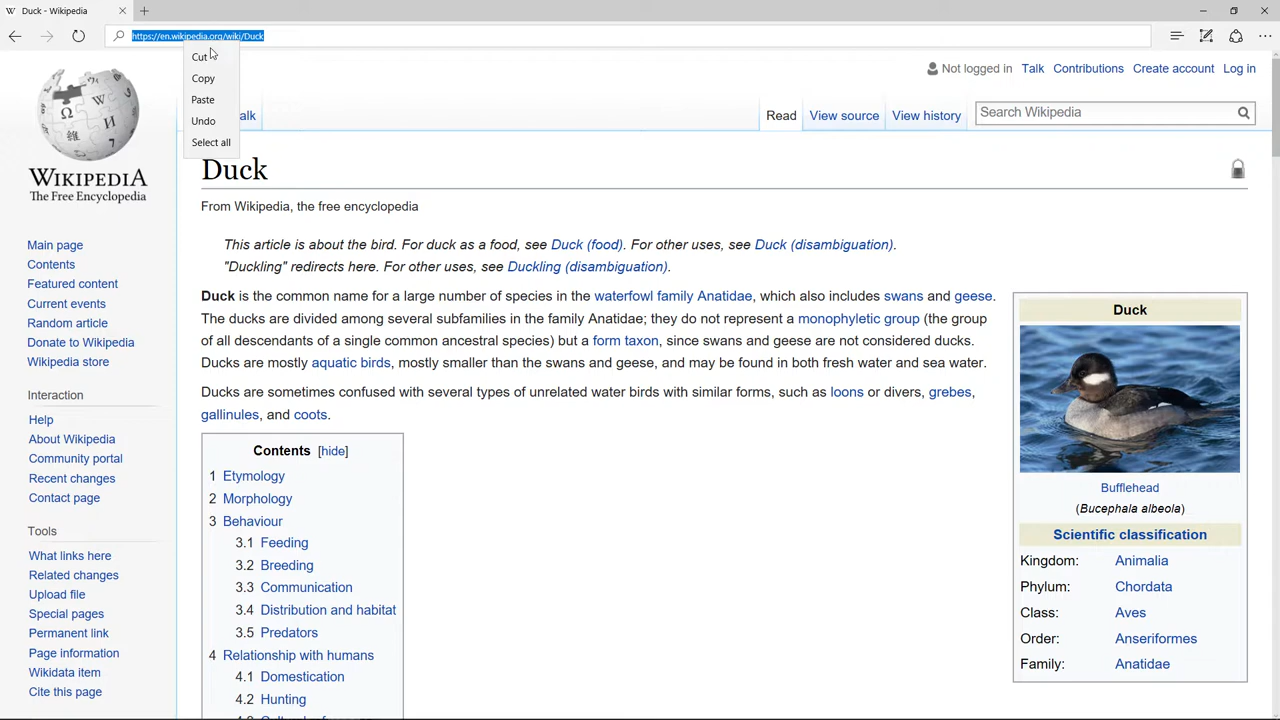 Duck - Wikipedia
https://en.wikipedia.org/wiki/Duck
Cut
Copy
Paste
Undo
Select all
Not logged in Talk Contributions Create account Log in
alk
Read View source View history
Search Wikipedia
WIKIPEDIA
The Free Encyclopedia
Main page
Contents
Featured content
Current events
Random article
Donate to Wikipedia
Wikipedia store
Interaction
Help
About Wikipedia
Community portal
Recent changes
Contact page
Tools
What links here
Related changes
Upload file
Special pages
Permanent link
Page information
Wikidata item
Cite this page
Duck
From Wikipedia, the free encyclopedia
This article is about the bird. For duck as a food, see Duck (food). For other uses, see Duck (disambiguation).
"Duckling" redirects here. For other uses, see Duckling (disambiguation).
Duck is the common name for a large number of species in the waterfowl family Anatidae, which also includes swans and geese.
The ducks are divided among several subfamilies in the family Anatidae; they do not represent a monophyletic group (the group
of all descendants of a single common ancestral species) but a form taxon, since swans and geese are not considered ducks.
Ducks are mostly aquatic birds, mostly smaller than the swans and geese, and may be found in both fresh water and sea water.
Ducks are sometimes confused with several types of unrelated water birds with similar forms, such as loons or divers, grebes,
gallinules, and coots.
Contents [hide]
1 Etymology
2 Morphology
3 Behaviour
3.1 Feeding
3.2 Breeding
3.3 Communication
3.4 Distribution and habitat
3.5 Predators
4 Relationship with humans
4.1 Domestication
4.2 Hunting
Duck
Bufflehead
(Bucephala albeola)
Scientific classification
Kingdom: Animalia
Phylum: Chordata
Class: Aves
Order: Anseriformes
Family: Anatidae